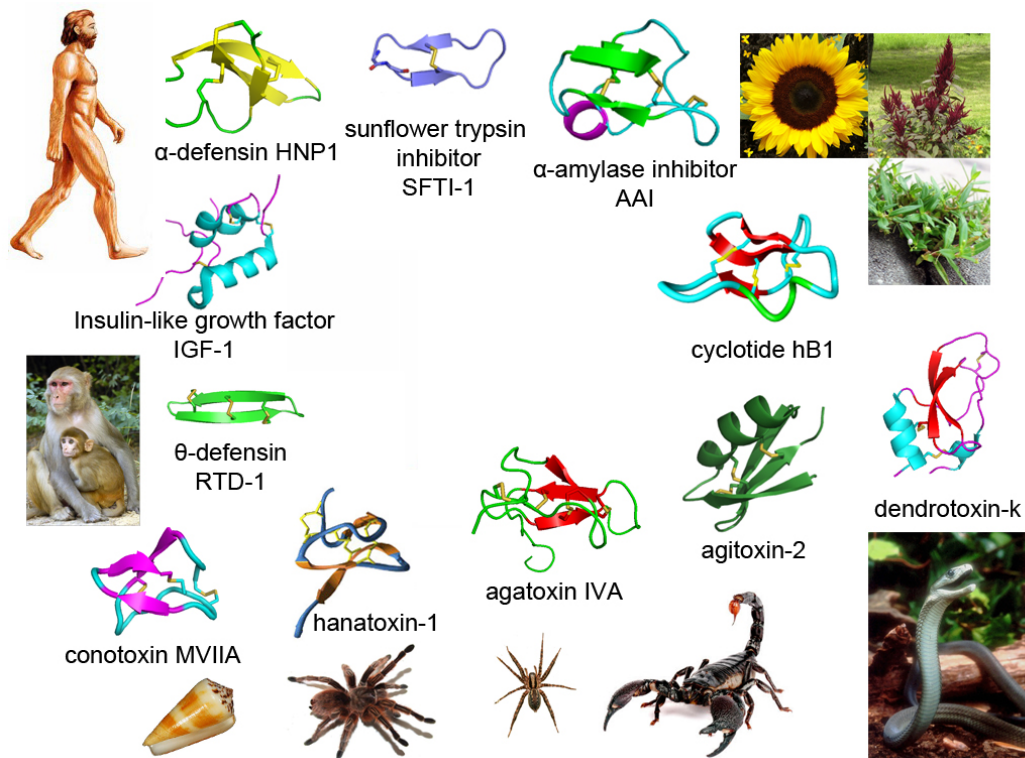 α-defensin HNP1
sunflower trypsin
inhibitor
SFTI-1
α-amylase inhibitor
AAI
Insulin-like growth factor
IGF-1
cyclotide hB1
θ-defensin
RTD-1
dendrotoxin-k
agitoxin-2
agatoxin IVA
hanatoxin-1
conotoxin MVIIA